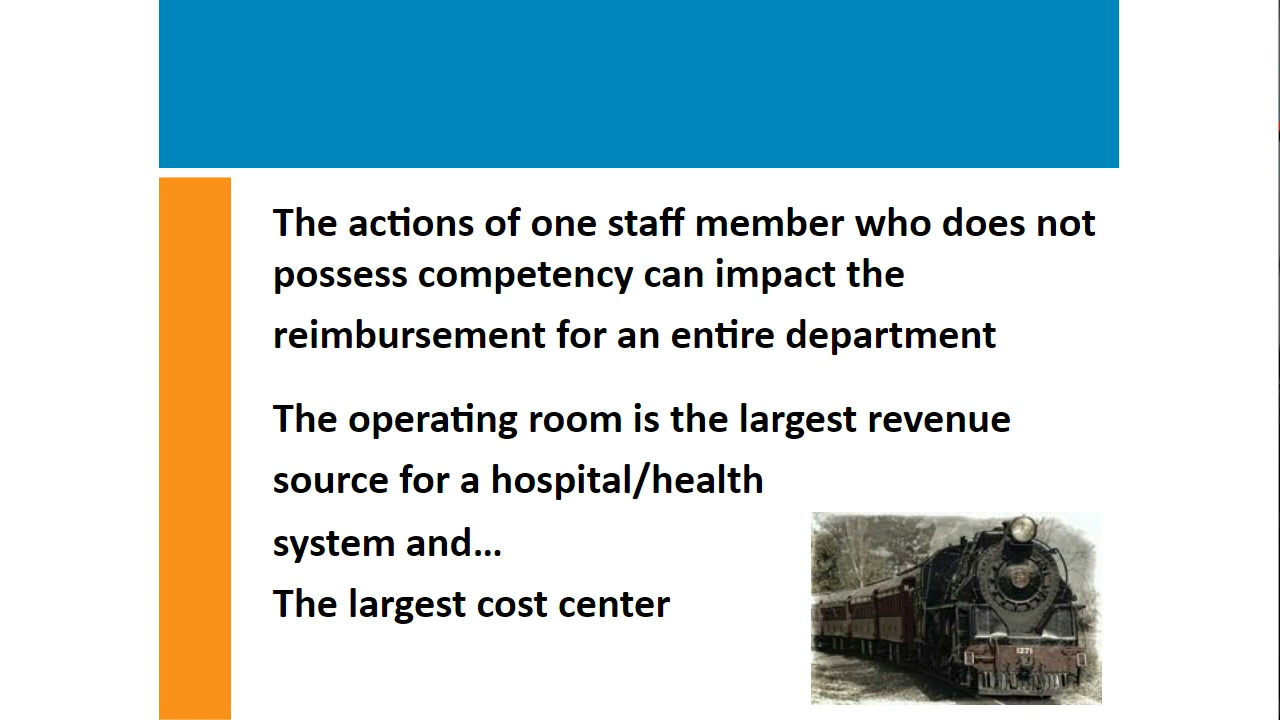 The actions of one staff member who does not
possess competency can impact the
reimbursement for an entire department
The operating room is the largest revenue
source for a hospital/health
system and...
The largest cost center
1271